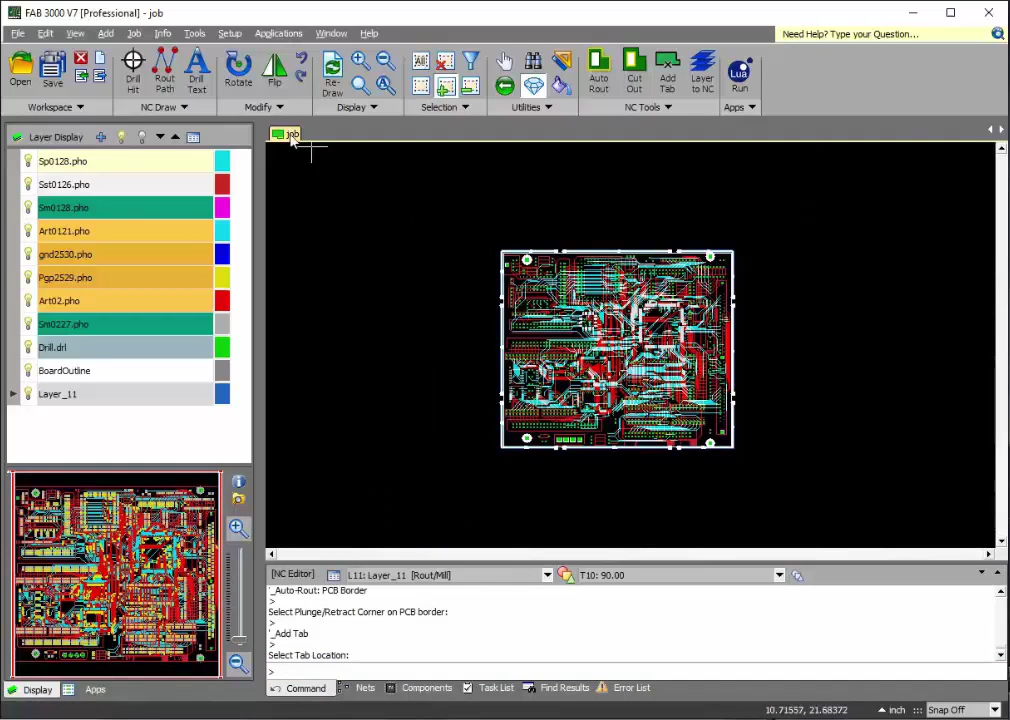 FAB 3000 V7 [Professional] - job
File Edit View Add Job Info Tools Setup Applications Window Help
Need Help? Type your Question...
Open Save Drill Hit Rout Path Drill Text Rotate Flip Re-Draw Auto Rout Cut Out Add Tab Layer to NC Lua Run
Workspace NC Draw Modify Display Selection Utilities NC Tools Apps
Layer Display
job
Sp0128.pho
Sst0126.pho
Sm0128.pho
Art0121.pho
gnd2530.pho
Pgp2529.pho
Art02.pho
Sm0227.pho
Drill.drl
BoardOutline
Layer_11
[NC Editor] L11: Layer_11 [Rout/Mill] T10: 90.00
'_Auto-Rout: PCB Border
>
Select Plunge/Retract Corner on PCB border:
>
'_Add Tab
>
Select Tab Location:
>
Display Apps
Command Nets Components Task List Find Results Error List
10.71557, 21.68372 inch Snap Off